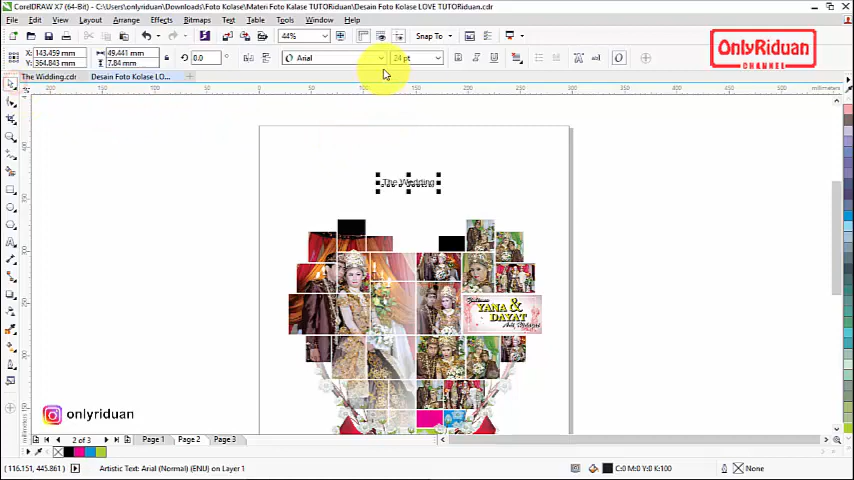 CorelDRAW X7 (64-Bit) - C:\Users\onlyriduan\Downloads\Foto Kolase\Materi Foto Kalase TUTORiduan\Desain Foto Kolase LOVE TUTORiduan.cdr
File Edit View Layout Arrange Effects Bitmaps Text Table Tools Window Help
44% Snap To
X: 143.459 mm 49.441 mm 0.0 Arial 24 pt
Y: 364.843 mm 7.84 mm
OnlyRiduan
CHANNEL
The Widding.cdr Desain Foto Kolase LO...
millimeters
The Wedding
YANA &
DAYAT
onlyriduan
2 of 3 Page 1 Page 2 Page 3
(116.151, 445.861) Artistic Text: Arial (Normal) (ENU) on Layer 1 C:0 M:0 Y:0 K:100 None